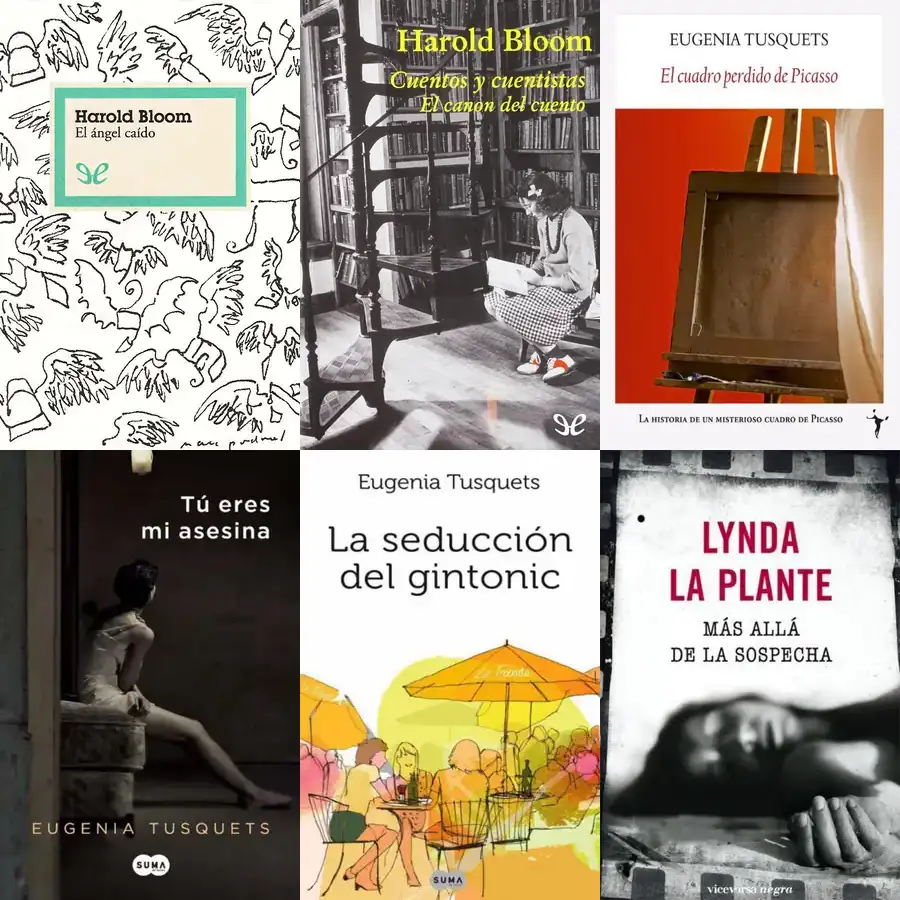 Harold Bloom
El ángel caído
Harold Bloom
Cuentos y cuentistas
El canon del cuento
EUGENIA TUSQUETS
El cuadro perdido de Picasso
LA HISTORIA DE UN MISTERIOSO CUADRO DE PICASSO
Tú eres
mi asesina
EUGENIA TUSQUETS
SUMA
Eugenia Tusquets
La seducción
del gintonic
SUMA
LYNDA
LA PLANTE
MÁS ALLÁ
DE LA SOSPECHA
viceversa negra